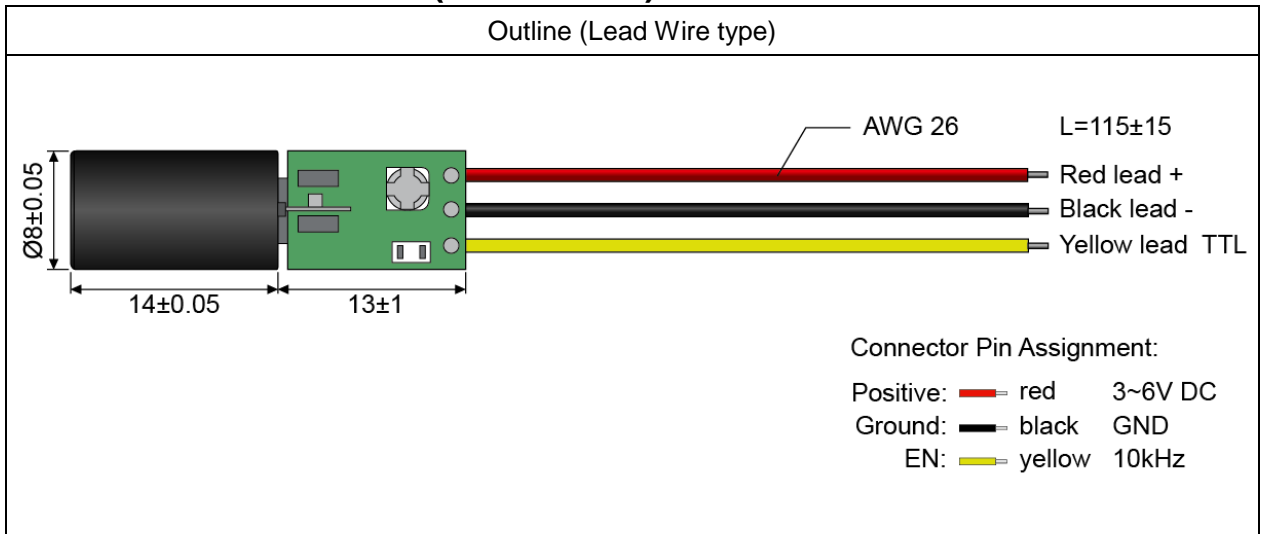 Outline (Lead Wire type)
AWG 26 L=115±15
Red lead +
Black lead -
Yellow lead TTL
Ø8±0.05
14±0.05 13±1
Connector Pin Assignment:
Positive: red 3~6V DC
Ground: black GND
EN: yellow 10kHz